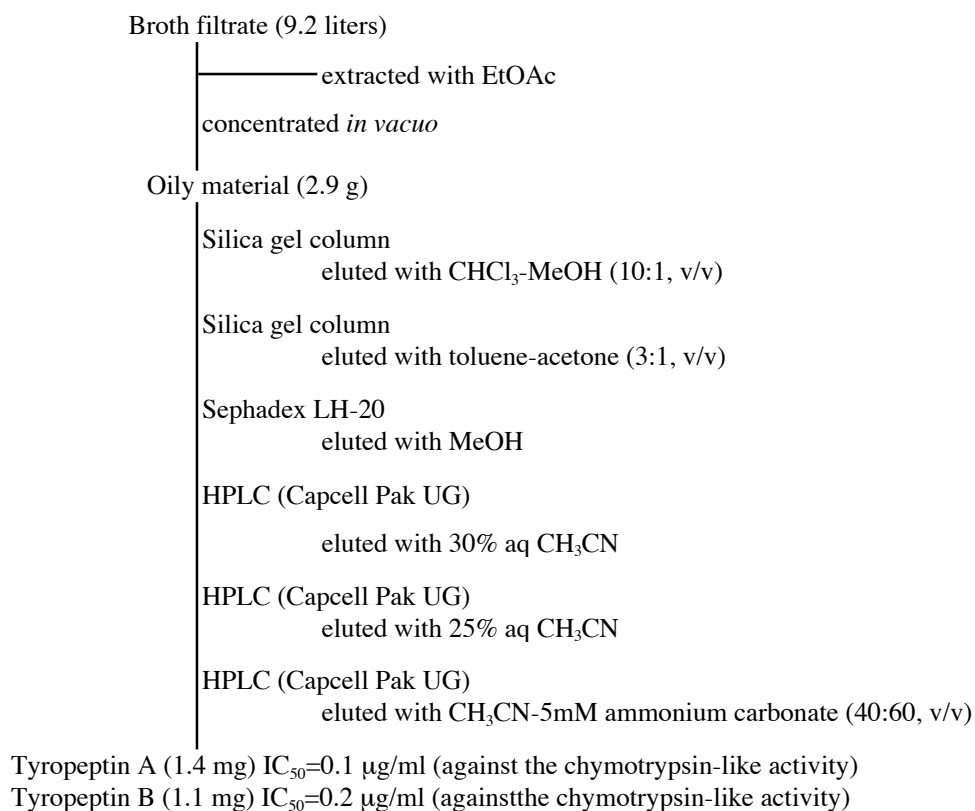 Broth filtrate (9.2 liters)
extracted with EtOAc
concentrated in vacuo
Oily material (2.9 g)
Silica gel column
eluted with CHCl₃-MeOH (10:1, v/v)
Silica gel column
eluted with toluene-acetone (3:1, v/v)
Sephadex LH-20
eluted with MeOH
HPLC (Capcell Pak UG)
eluted with 30% aq CH₃CN
HPLC (Capcell Pak UG)
eluted with 25% aq CH₃CN
HPLC (Capcell Pak UG)
eluted with CH₃CN-5mM ammonium carbonate (40:60, v/v)
Tyropeptin A (1.4 mg) IC₅₀=0.1 μg/ml (against the chymotrypsin-like activity)
Tyropeptin B (1.1 mg) IC₅₀=0.2 μg/ml (againstthe chymotrypsin-like activity)